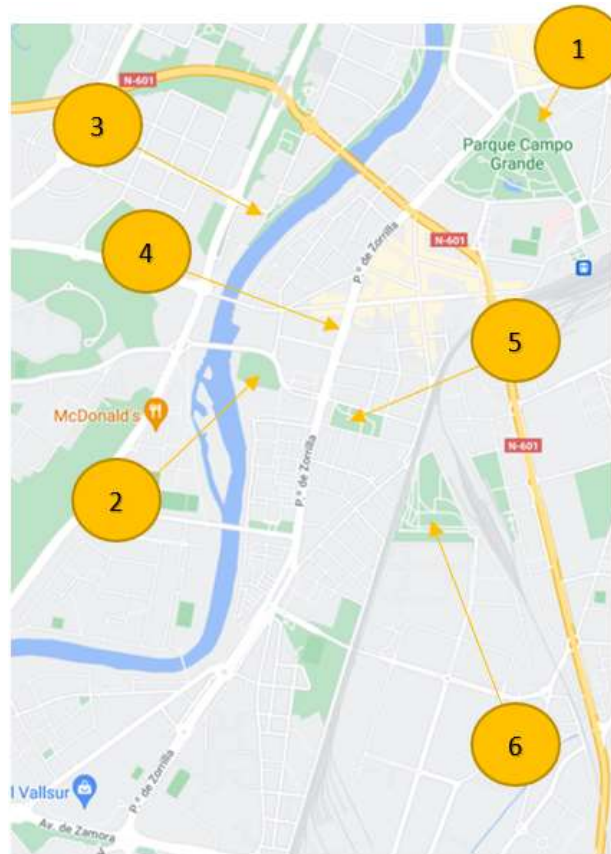 1
N-601
3
Parque Campo
Grande
4
P.º de Zorrilla
N-601
5
McDonald's
N-601
2
P.º de Zorrilla
6
P.º de Zorrilla
l Vallsur
Av. de Zamora